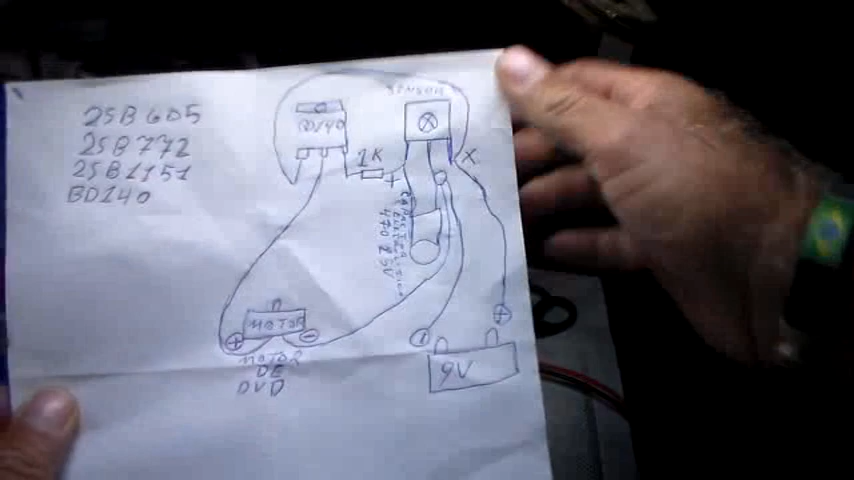 2SB605
2SB772
2SB1151
BD140
SENSOR
BD140
1K
+
X
X
CAPACITOR
470 25V
+
MOTOR
-
MOTOR
DE
DVD
-
+
9V